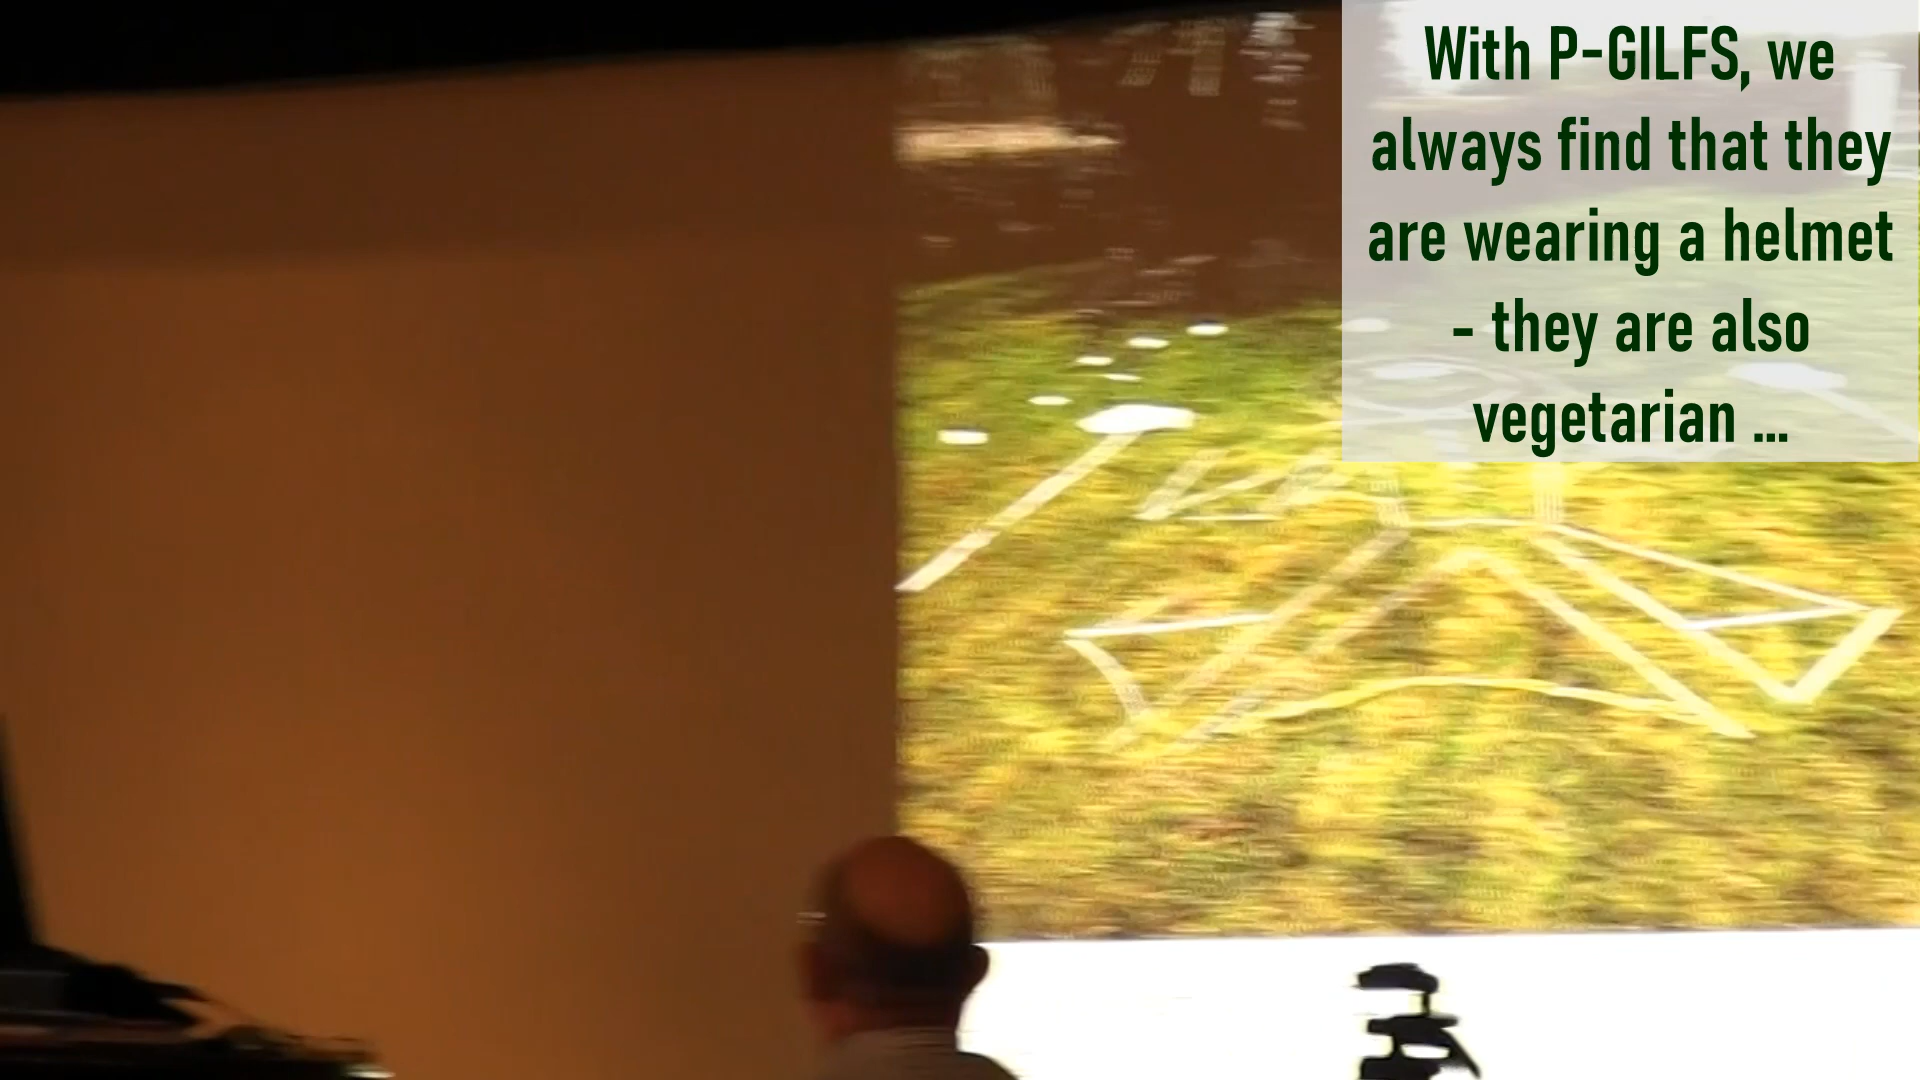 With P-GILFS, we
always find that they
are wearing a helmet
- they are also
vegetarian ...